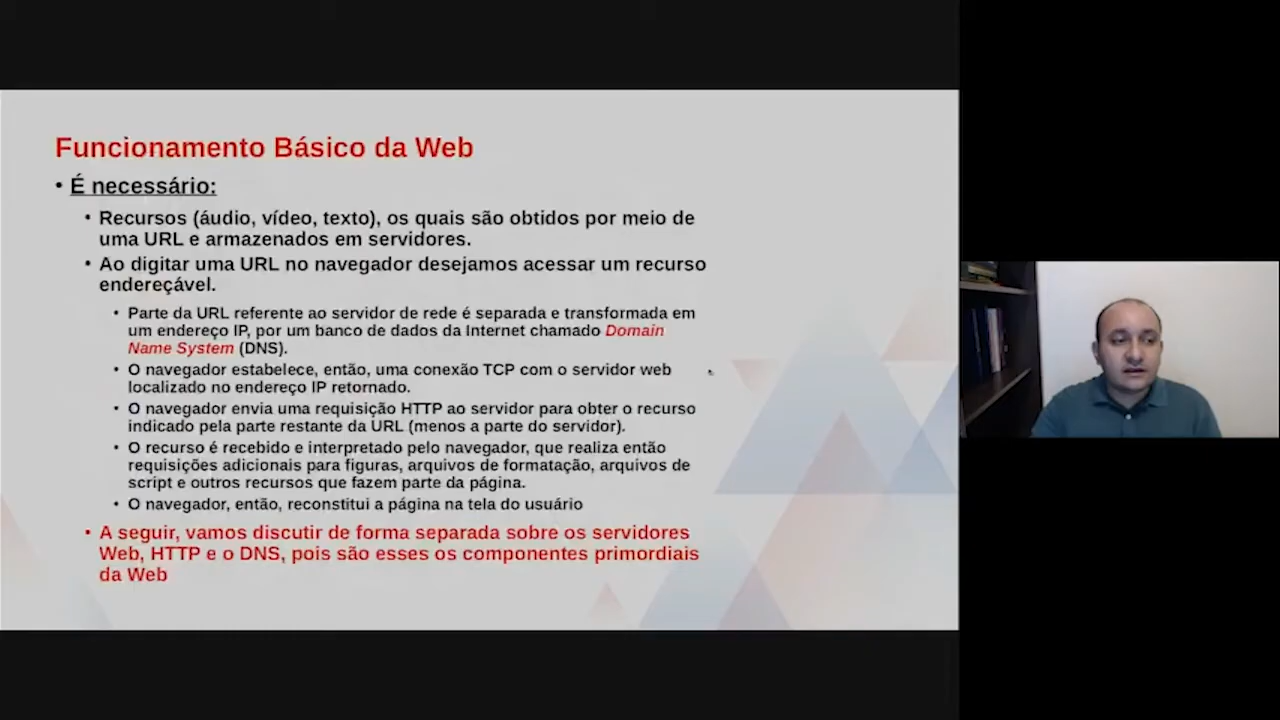 Funcionamento Básico da Web
• É necessário:
• Recursos (áudio, vídeo, texto), os quais são obtidos por meio de
uma URL e armazenados em servidores.
• Ao digitar uma URL no navegador desejamos acessar um recurso
endereçável.
• Parte da URL referente ao servidor de rede é separada e transformada em
um endereço IP, por um banco de dados da Internet chamado Domain
Name System (DNS).
• O navegador estabelece, então, uma conexão TCP com o servidor web
localizado no endereço IP retornado.
• O navegador envia uma requisição HTTP ao servidor para obter o recurso
indicado pela parte restante da URL (menos a parte do servidor).
• O recurso é recebido e interpretado pelo navegador, que realiza então
requisições adicionais para figuras, arquivos de formatação, arquivos de
script e outros recursos que fazem parte da página.
• O navegador, então, reconstitui a página na tela do usuário
• A seguir, vamos discutir de forma separada sobre os servidores
Web, HTTP e o DNS, pois são esses os componentes primordiais
da Web